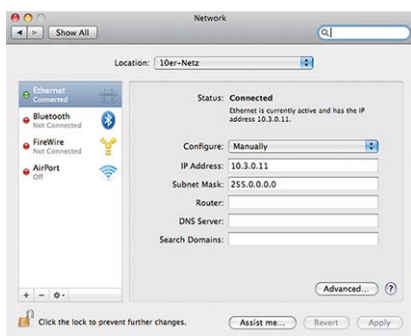 Network
Show All
Location: 10er-Netz
Ethernet
Connected
Bluetooth
Not Connected
FireWire
Not Connected
AirPort
Off
Status: Connected
Ethernet is currently active and has the IP
address 10.3.0.11.
Configure: Manually
IP Address: 10.3.0.11
Subnet Mask: 255.0.0.0
Router:
DNS Server:
Search Domains:
Advanced... ?
Click the lock to prevent further changes.
Assist me... Revert Apply